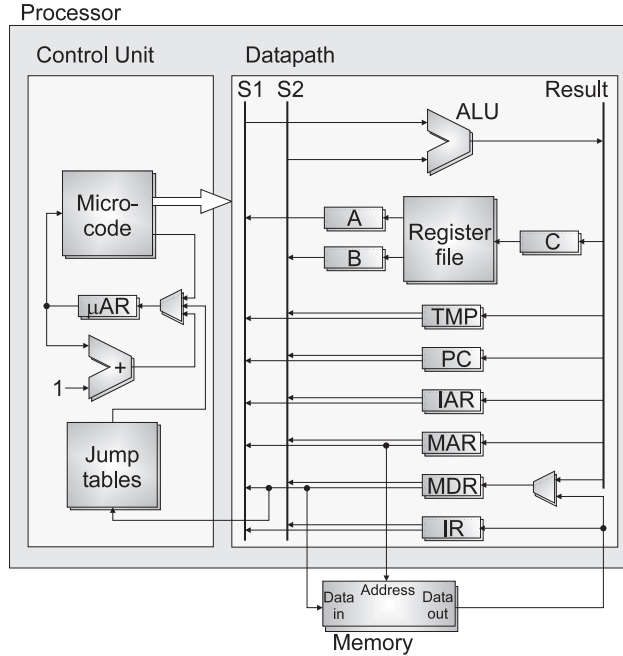 Processor
Control Unit
Datapath
S1
S2
Result
ALU
Micro-
code
A
B
Register
file
C
μAR
TMP
+
1
PC
IAR
Jump
tables
MAR
MDR
IR
Address
Data
in
Data
out
Memory